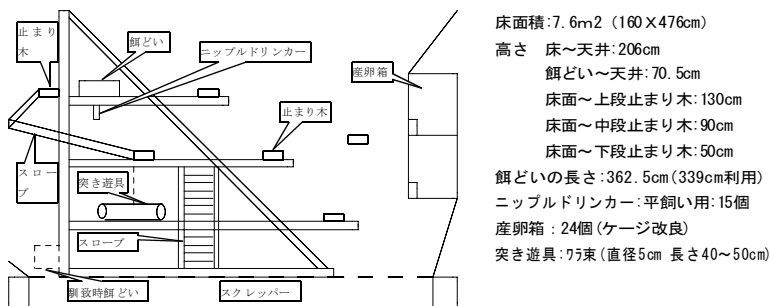 止まり
木
餌どい
ニップルドリンカー
産卵箱
止まり木
スロー
プ
突き遊具
スロープ
馴致時餌どい
スクレッパー
床面積:7.6m2 (160×476cm)
高さ 床~天井:206cm
餌どい~天井:70.5cm
床面~上段止まり木:130cm
床面~中段止まり木:90cm
床面~下段止まり木:50cm
餌どいの長さ:362.5cm(339cm利用)
ニップルドリンカー:平飼い用:15個
産卵箱:24個(ケージ改良)
突き遊具:ワラ束(直径5cm 長さ40~50cm)